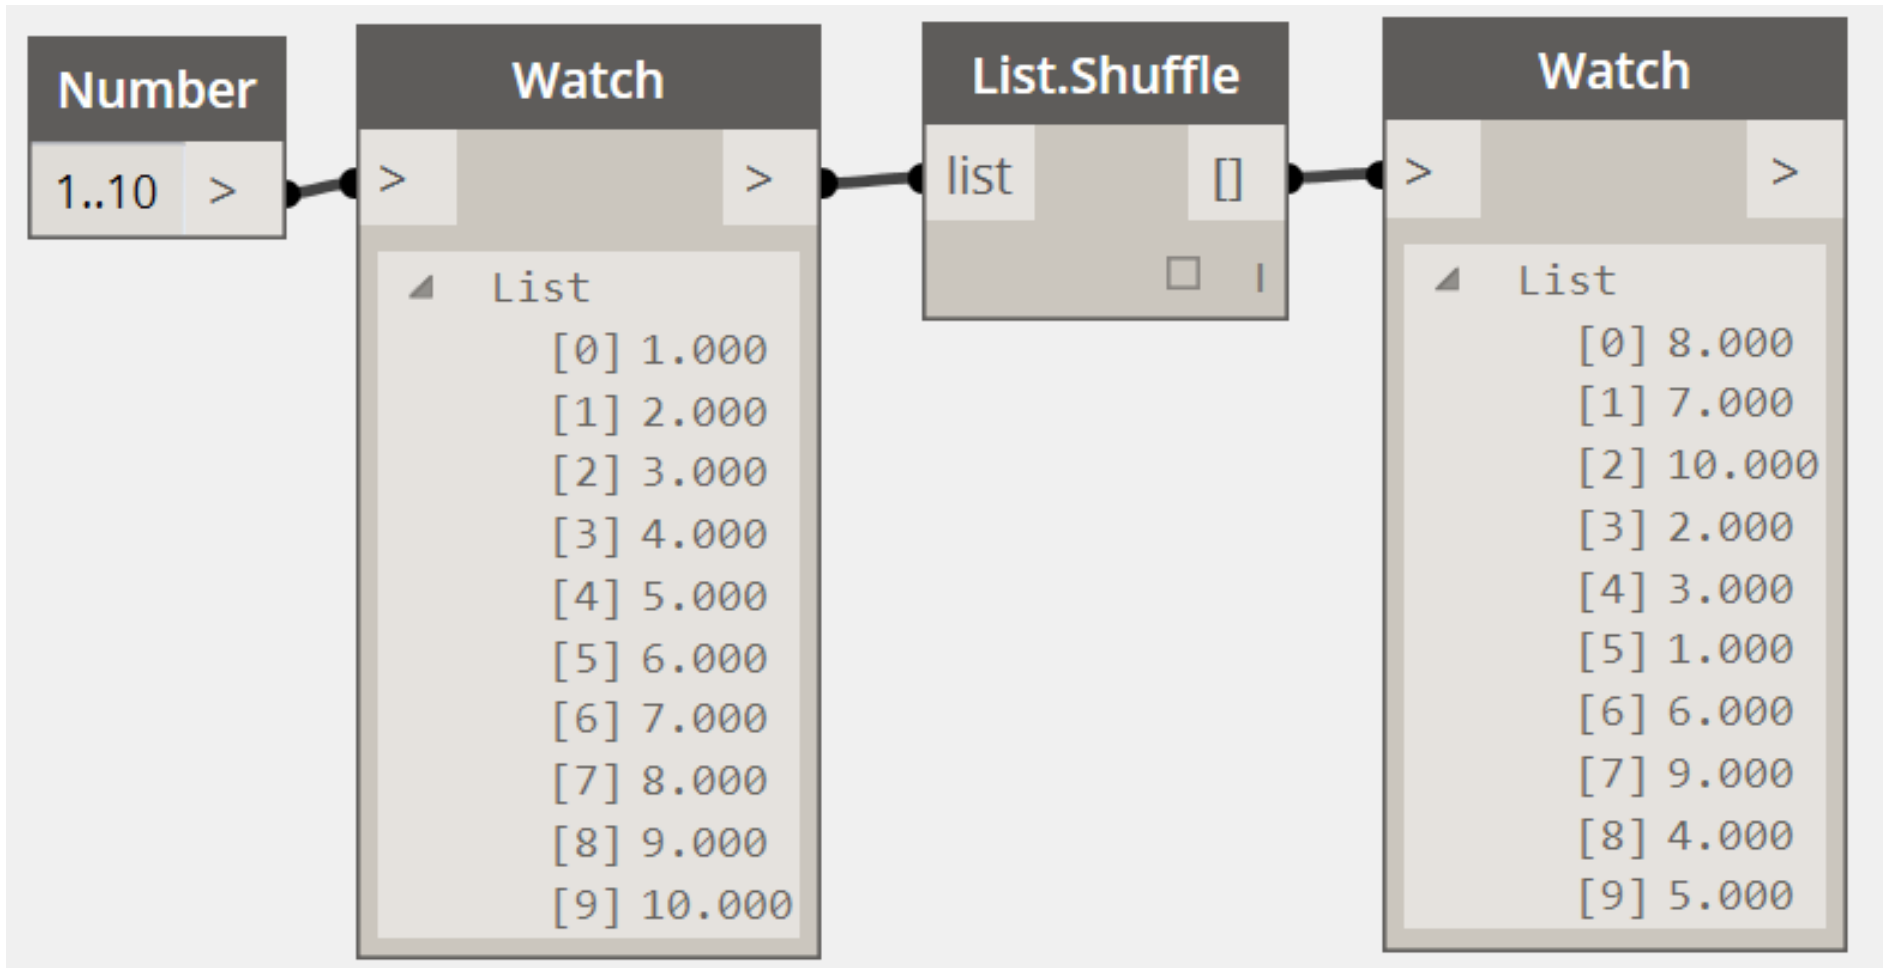 Number
1..10 >
Watch
> >
List
[0] 1.000
[1] 2.000
[2] 3.000
[3] 4.000
[4] 5.000
[5] 6.000
[6] 7.000
[7] 8.000
[8] 9.000
[9] 10.000
List.Shuffle
list []
l
Watch
> >
List
[0] 8.000
[1] 7.000
[2] 10.000
[3] 2.000
[4] 3.000
[5] 1.000
[6] 6.000
[7] 9.000
[8] 4.000
[9] 5.000